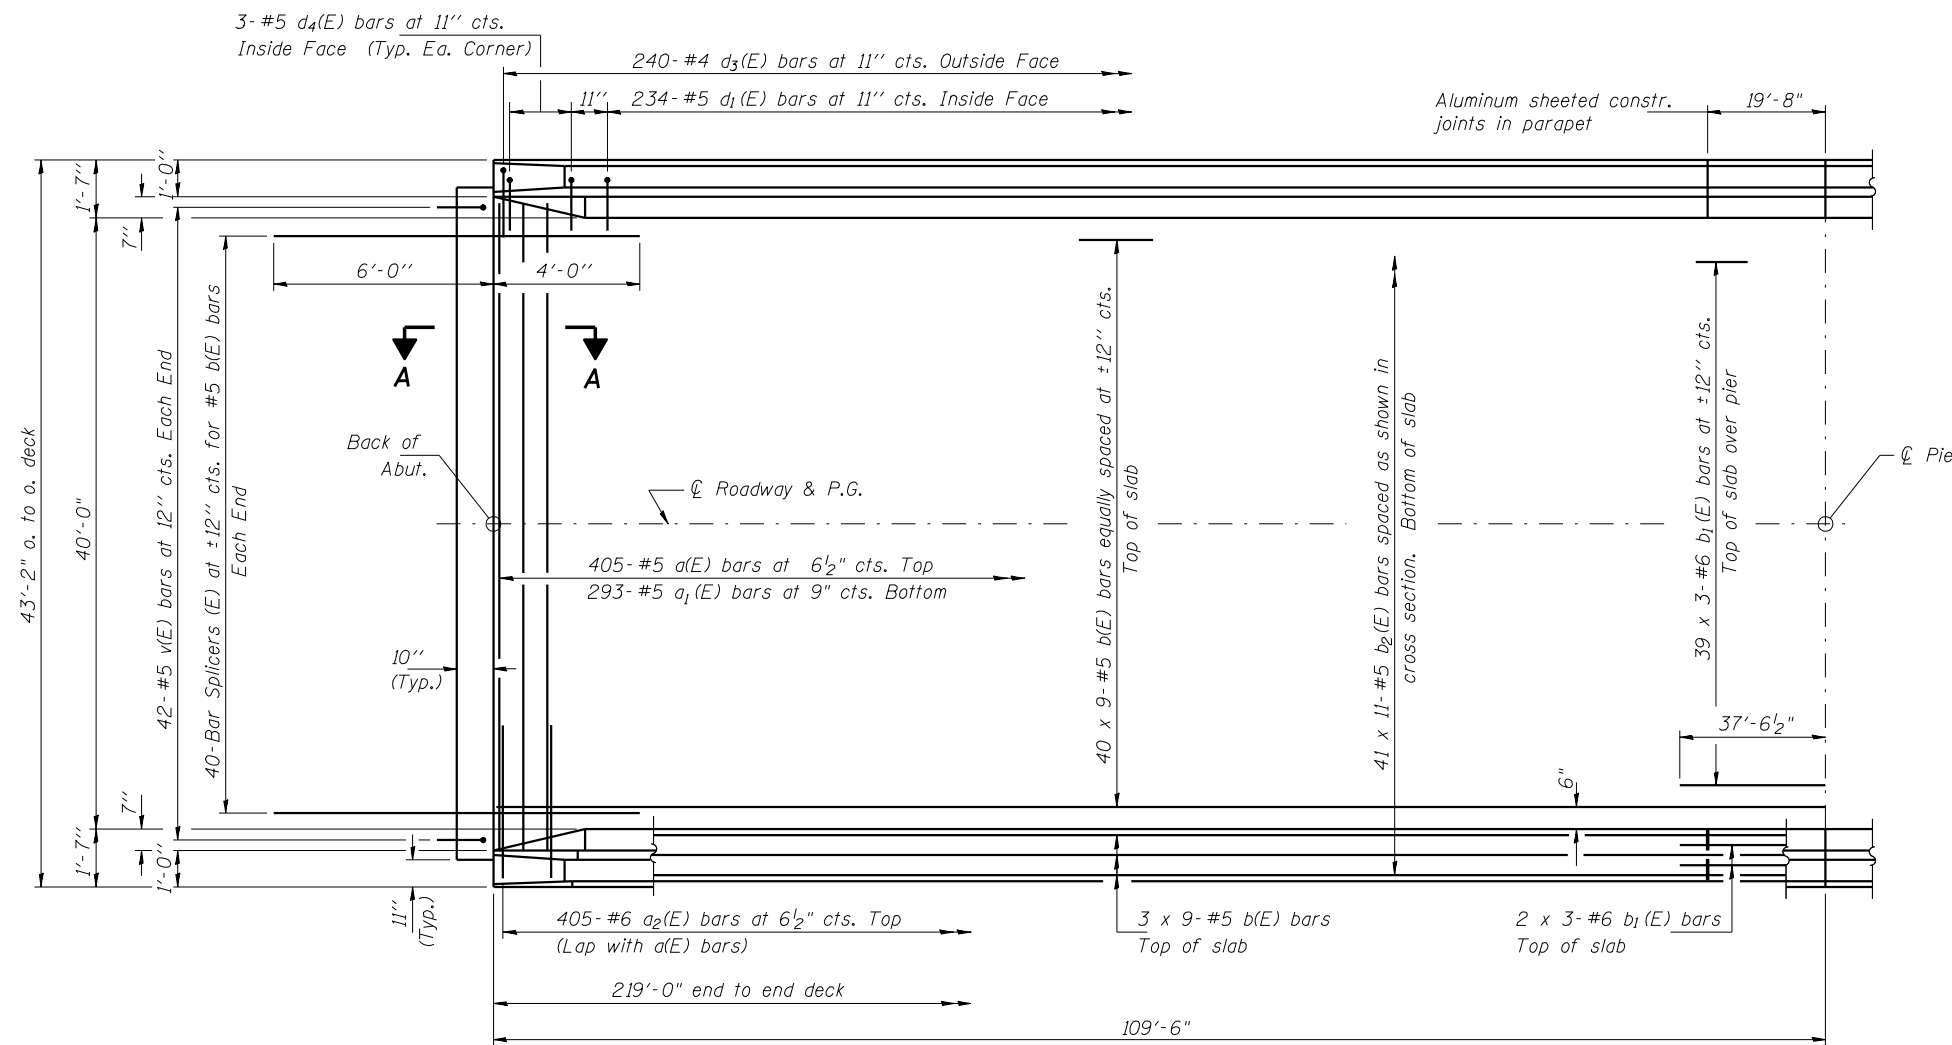 3-#5 d4(E) bars at 11'' cts.
Inside Face (Typ. Ea. Corner)
240-#4 d3(E) bars at 11'' cts. Outside Face
11''
234-#5 d1(E) bars at 11'' cts. Inside Face
Aluminum sheeted constr.
joints in parapet
19'-8"
1'-7''
1'-0''
7''
6'-0''
4'-0''
A
A
43'-2" o. to o. deck
40'-0"
42-#5 v(E) bars at 12'' cts. Each End
40-Bar Splicers (E) at ±12'' cts. for #5 b(E) bars
Each End
Back of
Abut.
℄ Roadway & P.G.
405-#5 a(E) bars at 6½" cts. Top
293-#5 a1(E) bars at 9" cts. Bottom
10''
(Typ.)
40 x 9-#5 b(E) bars equally spaced at ±12'' cts.
Top of slab
41 x 11-#5 b2(E) bars spaced as shown in
cross section. Bottom of slab
39 x 3-#6 b1(E) bars at ±12'' cts.
Top of slab over pier
℄ Pie
37'-6½"
6"
7''
1'-7''
1'-0''
11''
(Typ.)
405-#6 a2(E) bars at 6½" cts. Top
(Lap with a(E) bars)
3 x 9-#5 b(E) bars
Top of slab
2 x 3-#6 b1(E) bars
Top of slab
219'-0" end to end deck
109'-6"